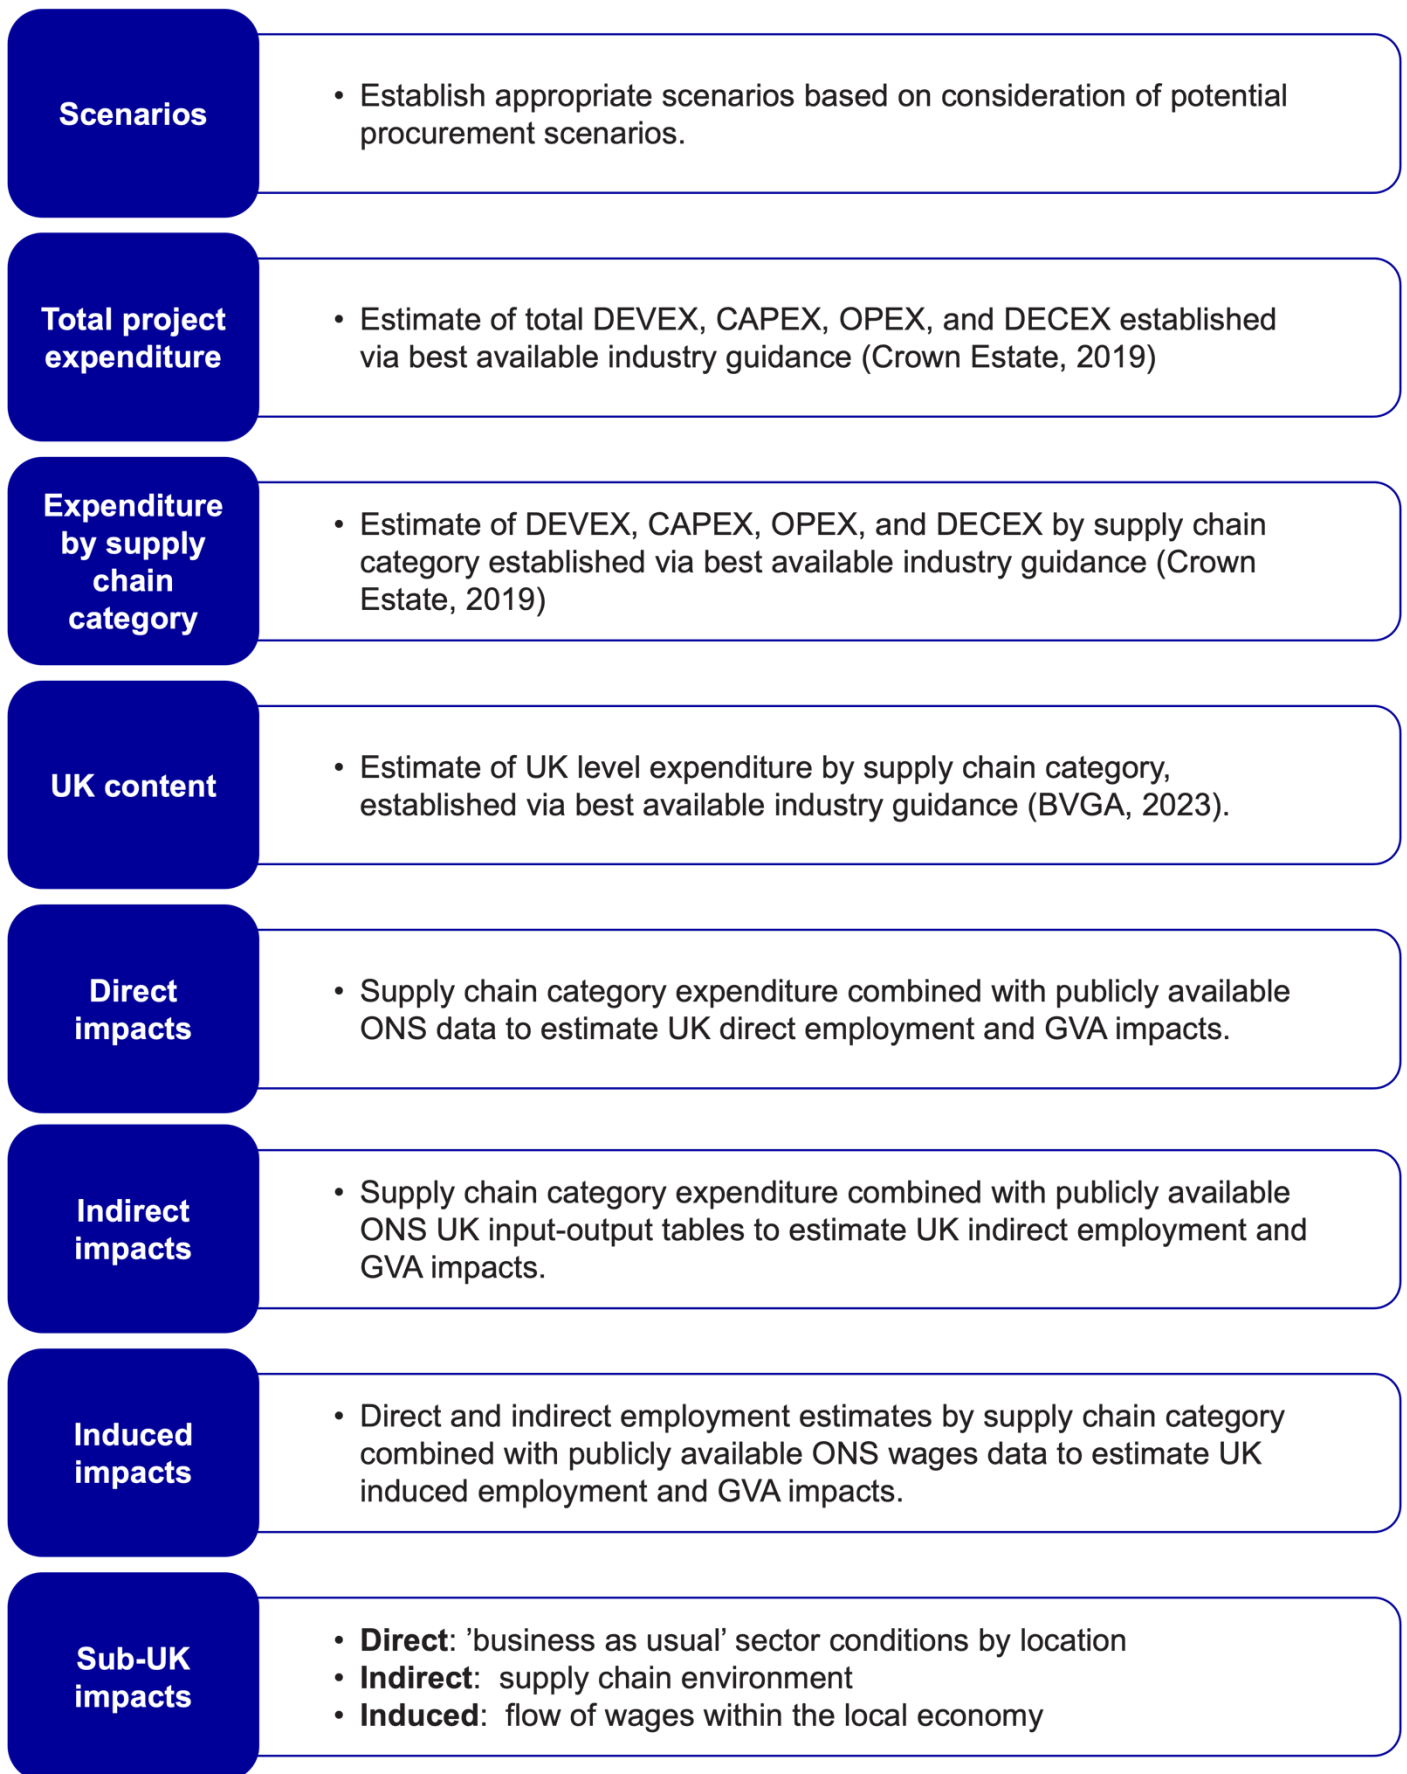 Scenarios
• Establish appropriate scenarios based on consideration of potential
procurement scenarios.
Total project
expenditure
• Estimate of total DEVEX, CAPEX, OPEX, and DECEX established
via best available industry guidance (Crown Estate, 2019)
Expenditure
by supply
chain
category
• Estimate of DEVEX, CAPEX, OPEX, and DECEX by supply chain
category established via best available industry guidance (Crown
Estate, 2019)
UK content
• Estimate of UK level expenditure by supply chain category,
established via best available industry guidance (BVGA, 2023).
Direct
impacts
• Supply chain category expenditure combined with publicly available
ONS data to estimate UK direct employment and GVA impacts.
Indirect
impacts
• Supply chain category expenditure combined with publicly available
ONS UK input-output tables to estimate UK indirect employment and
GVA impacts.
Induced
impacts
• Direct and indirect employment estimates by supply chain category
combined with publicly available ONS wages data to estimate UK
induced employment and GVA impacts.
Sub-UK
impacts
• Direct: ’business as usual’ sector conditions by location
• Indirect:  supply chain environment
• Induced:  flow of wages within the local economy